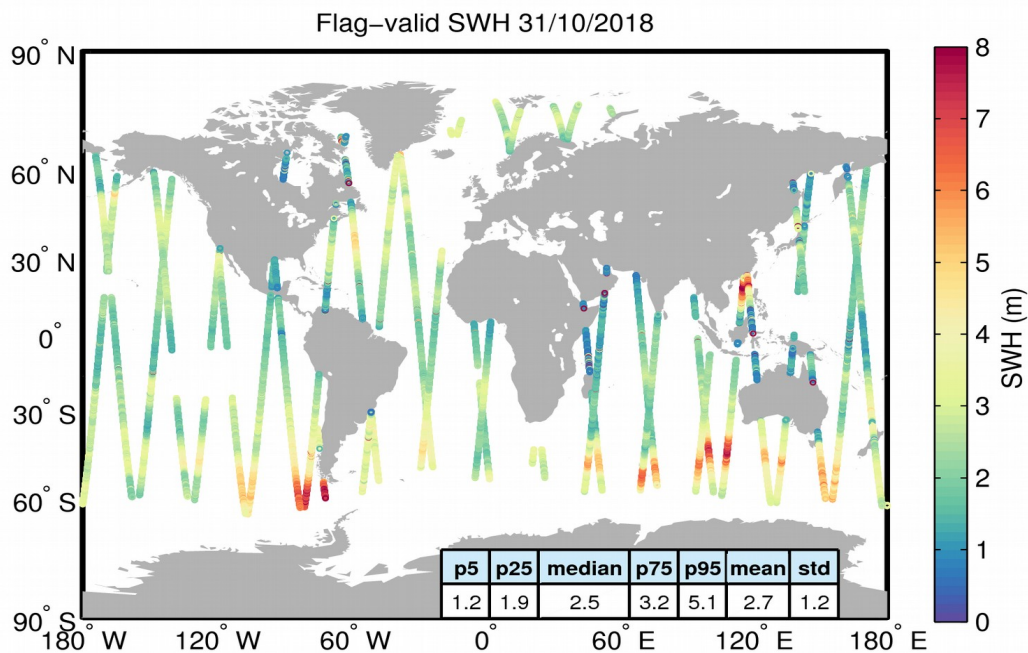 Flag−valid SWH 31/10/2018
90° N
60° N
30° N
0°
30° S
60° S
90° S
180° W 120° W 60° W 0° 60° E 120° E 180° E
p5 p25 median p75 p95 mean std
1.2 1.9 2.5 3.2 5.1 2.7 1.2
8
7
6
5
4
3
2
1
0
SWH (m)